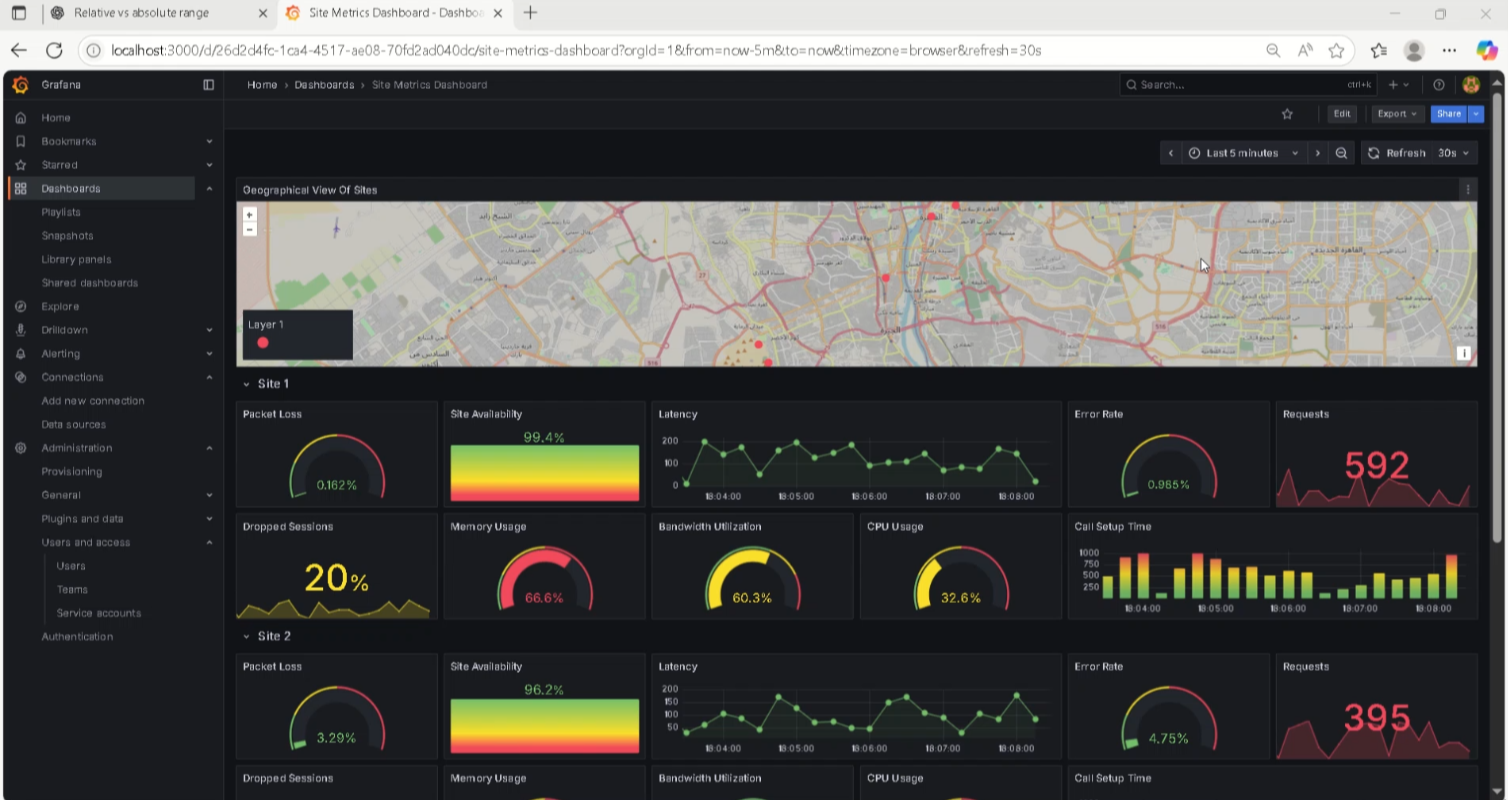 Relative vs absolute range
Site Metrics Dashboard - Dashboa
localhost:3000/d/26d2d4fc-1ca4-4517-ae08-70fd2ad040dc/site-metrics-dashboard?orgId=1&from=now-5m&to=now&timezone=browser&refresh=30s
Grafana
Home › Dashboards › Site Metrics Dashboard
Search...
ctrl+k
Edit
Export
Share
Last 5 minutes
Refresh
30s
Home
Bookmarks
Starred
Dashboards
Playlists
Snapshots
Library panels
Shared dashboards
Explore
Drilldown
Alerting
Connections
Add new connection
Data sources
Administration
Provisioning
General
Plugins and data
Users and access
Users
Teams
Service accounts
Authentication
Geographical View Of Sites
+
-
القاهرة الجديدة
الجيزة
Layer 1
i
Site 1
Packet Loss
0.162%
Site Availability
99.4%
Latency
200
100
0
18:04:00 18:05:00 18:06:00 18:07:00 18:08:00
Error Rate
0.985%
Requests
592
Dropped Sessions
20%
Memory Usage
66.6%
Bandwidth Utilization
60.3%
CPU Usage
32.6%
Call Setup Time
1000
750
500
250
18:04:00 18:05:00 18:06:00 18:07:00 18:08:00
Site 2
Packet Loss
3.29%
Site Availability
96.2%
Latency
200
150
100
50
18:04:00 18:05:00 18:06:00 18:07:00 18:08:00
Error Rate
4.75%
Requests
395
Dropped Sessions
Memory Usage
Bandwidth Utilization
CPU Usage
Call Setup Time